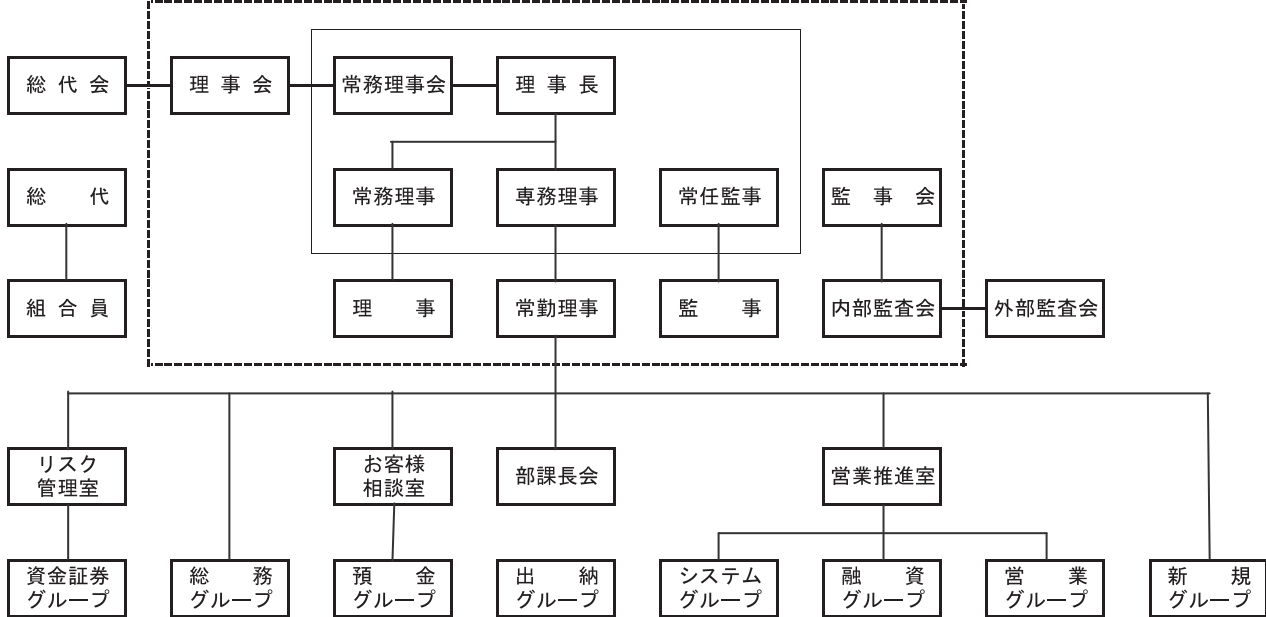 総代会
理事会
常務理事会
理事長
総代
常務理事
専務理事
常任監事
監事会
組合員
理事
常勤理事
監事
内部監査会
外部監査会
リスク
管理室
お客様
相談室
部課長会
営業推進室
資金証券
グループ
総務
グループ
預金
グループ
出納
グループ
システム
グループ
融資
グループ
営業
グループ
新規
グループ